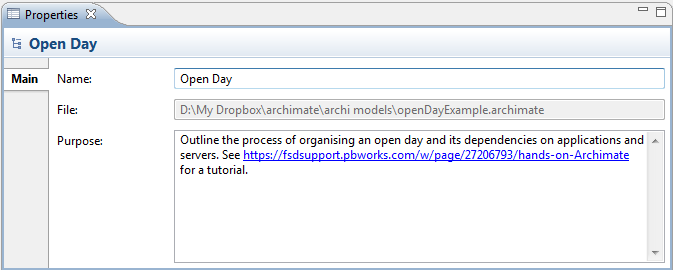 Properties
Open Day
Main
Name:
Open Day
File:
D:\My Dropbox\archimate\archi models\openDayExample.archimate
Purpose:
Outline the process of organising an open day and its dependencies on applications and
servers. See https://fsdsupport.pbworks.com/w/page/27206793/hands-on-Archimate
for a tutorial.